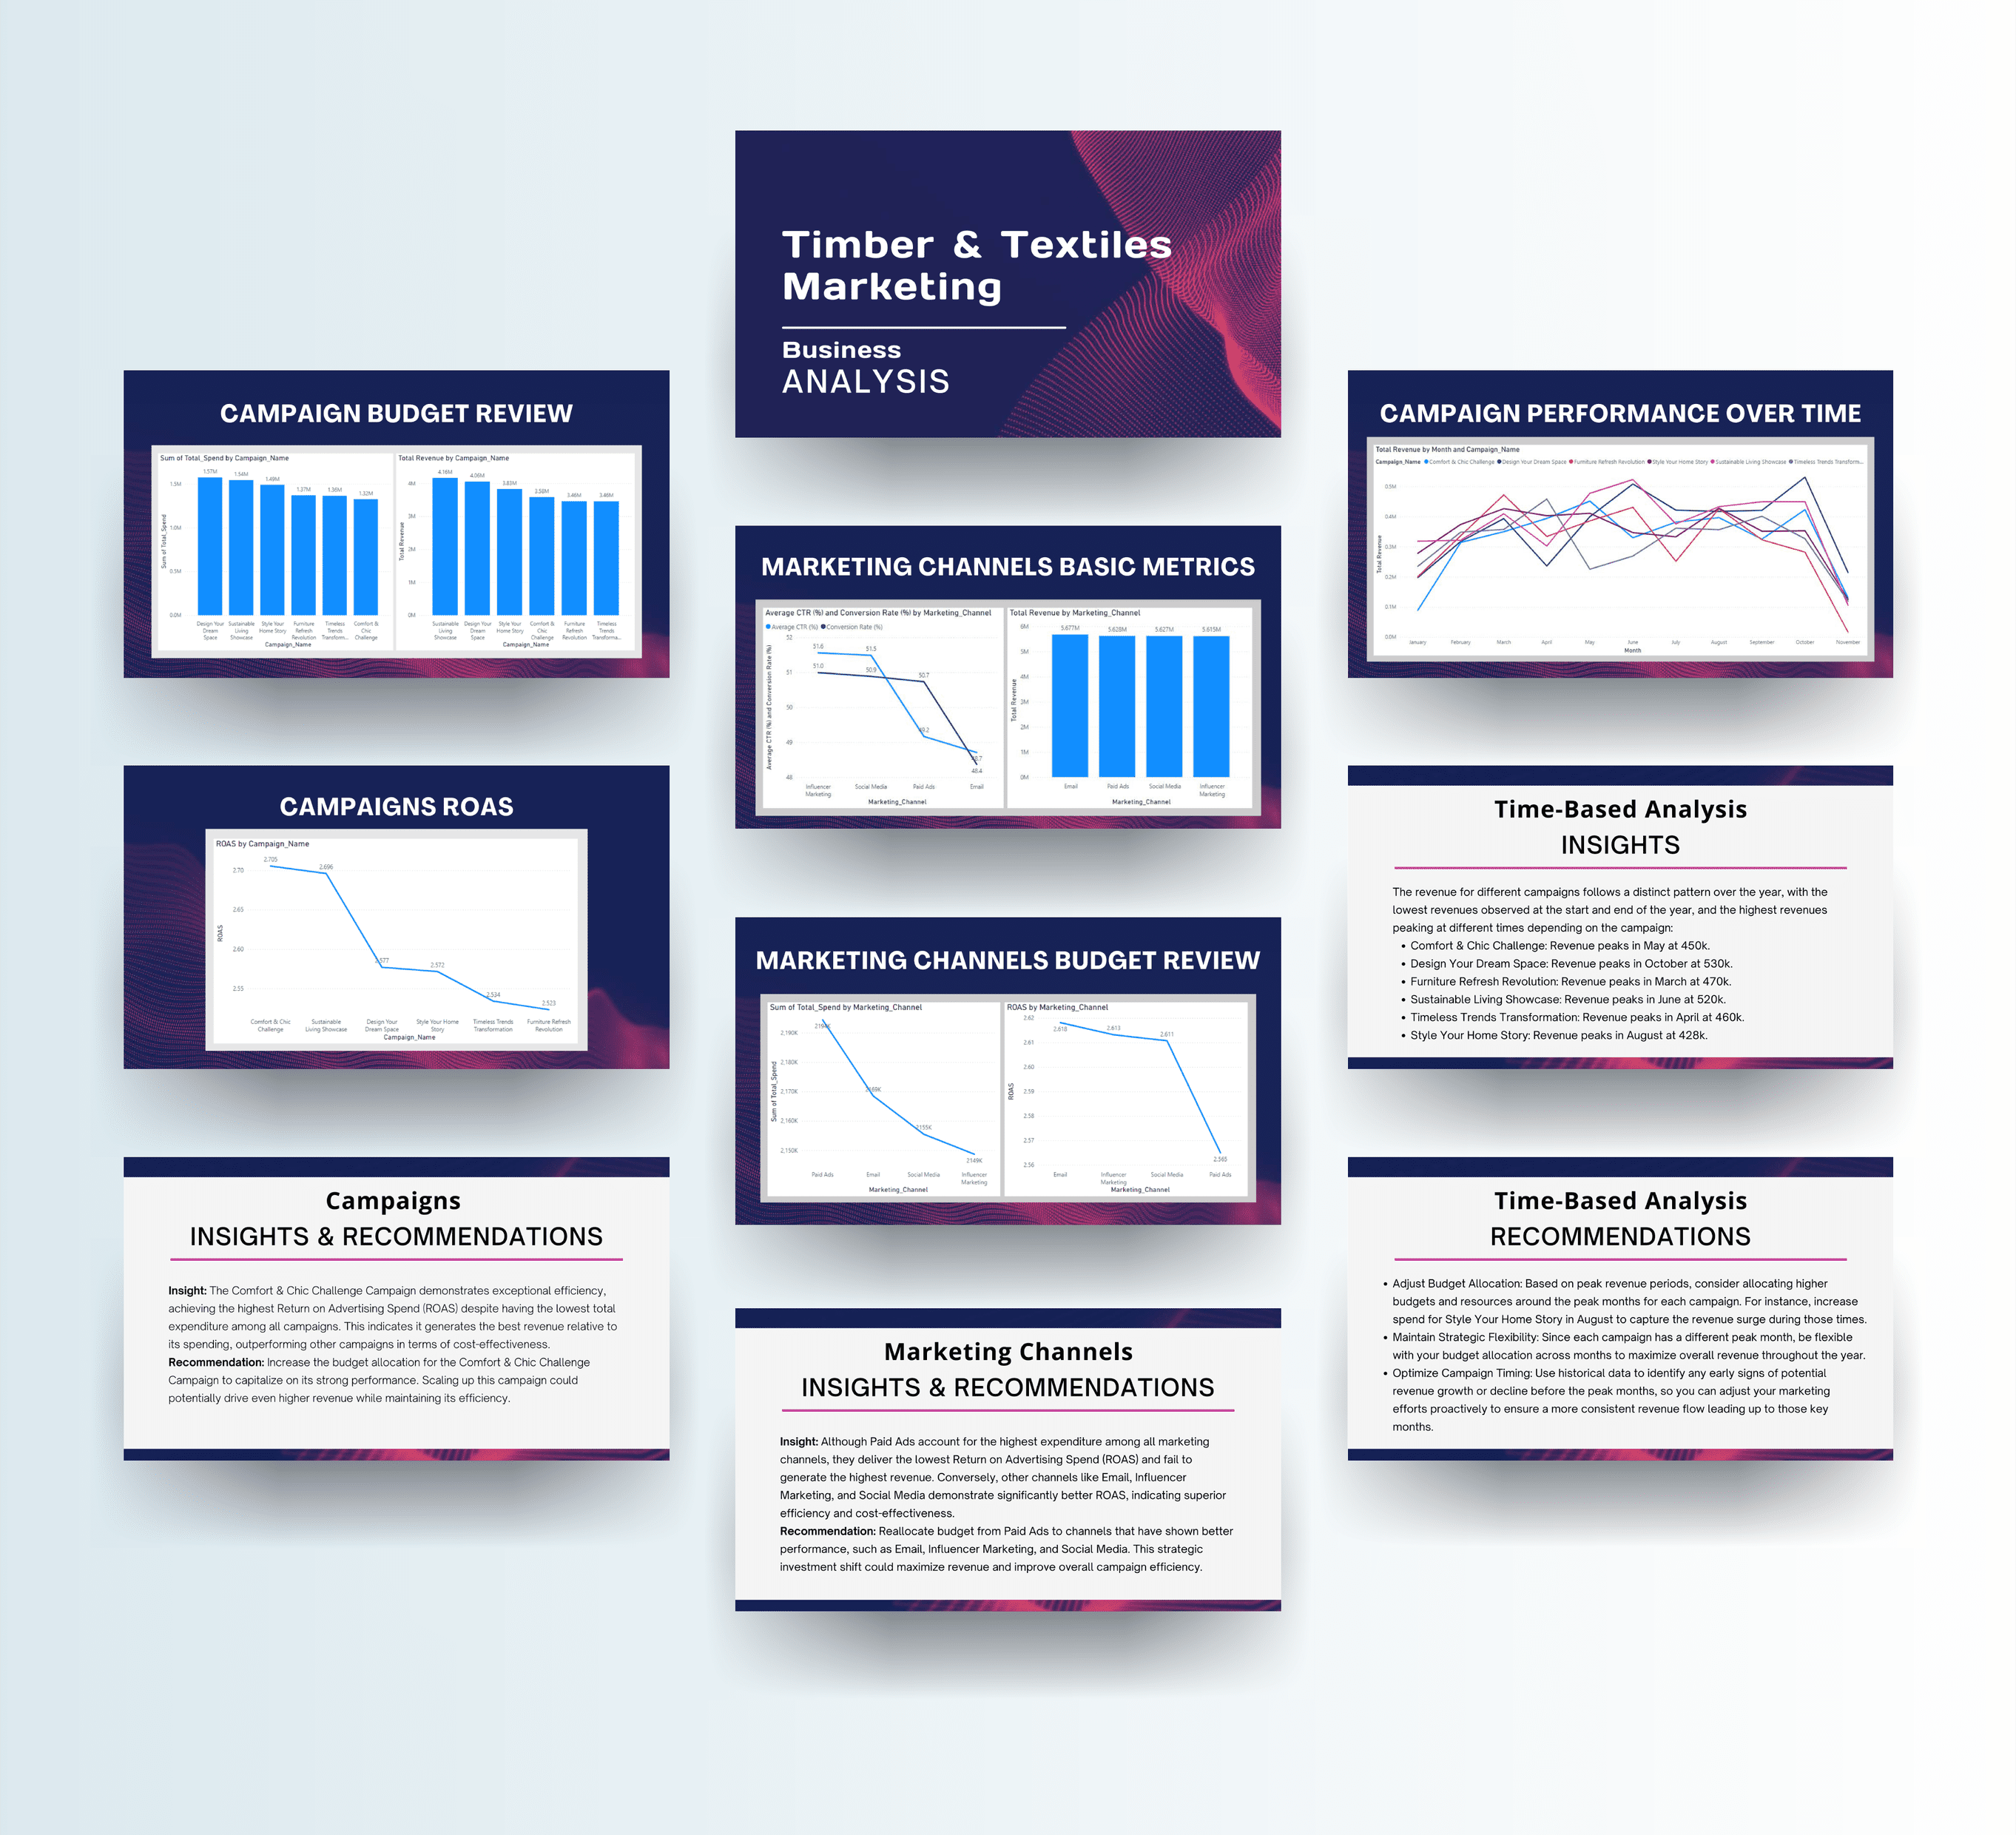 Timber & Textiles
Marketing
Business
ANALYSIS
CAMPAIGN BUDGET REVIEW
Sum of Total_Spend by Campaign_Name
1.57M 1.54M 1.49M 1.37M 1.36M 1.32M
1.5M
1.0M
0.5M
0.0M
Sum of Total_Spend
Design Your Dream Space
Sustainable Living Showcase
Style Your Home Story
Furniture Refresh Revolution
Timeless Trends Transform...
Comfort & Chic Challenge
Campaign_Name
Total Revenue by Campaign_Name
4.16M 4.06M 3.83M 3.58M 3.46M 3.46M
4M
3M
2M
1M
0M
Total Revenue
Sustainable Living Showcase
Design Your Dream Space
Style Your Home Story
Comfort & Chic Challenge
Furniture Refresh Revolution
Timeless Trends Transforma...
Campaign_Name
CAMPAIGNS ROAS
ROAS by Campaign_Name
2.705
2.696
2.577
2.572
2.534
2.523
2.70
2.65
2.60
2.55
ROAS
Comfort & Chic Challenge
Sustainable Living Showcase
Design Your Dream Space
Style Your Home Story
Timeless Trends Transformation
Furniture Refresh Revolution
Campaign_Name
Campaigns
INSIGHTS & RECOMMENDATIONS
Insight: The Comfort & Chic Challenge Campaign demonstrates exceptional efficiency,
achieving the highest Return on Advertising Spend (ROAS) despite having the lowest total
expenditure among all campaigns. This indicates it generates the best revenue relative to
its spending, outperforming other campaigns in terms of cost-effectiveness.
Recommendation: Increase the budget allocation for the Comfort & Chic Challenge
Campaign to capitalize on its strong performance. Scaling up this campaign could
potentially drive even higher revenue while maintaining its efficiency.
MARKETING CHANNELS BASIC METRICS
Average CTR (%) and Conversion Rate (%) by Marketing_Channel
Average CTR (%) Conversion Rate (%)
52
51
50
49
48
Average CTR (%) and Conversion Rate (%)
51.6
51.5
51.0
50.9
50.7
48.4
Influencer Marketing
Social Media
Paid Ads
Email
Marketing_Channel
Total Revenue by Marketing_Channel
6M
5M
4M
3M
2M
1M
0M
Total Revenue
5.677M 5.628M 5.627M 5.615M
Email
Paid Ads
Social Media
Influencer Marketing
Marketing_Channel
MARKETING CHANNELS BUDGET REVIEW
Sum of Total_Spend by Marketing_Channel
2,190K
2,180K
2,170K
2,160K
2,150K
Sum of Total_Spend
2194K
2169K
2155K
2149K
Paid Ads
Email
Social Media
Influencer Marketing
Marketing_Channel
ROAS by Marketing_Channel
2.62
2.61
2.60
2.59
2.58
2.57
2.56
ROAS
2.618
2.613
2.611
2.565
Email
Influencer Marketing
Social Media
Paid Ads
Marketing_Channel
Marketing Channels
INSIGHTS & RECOMMENDATIONS
Insight: Although Paid Ads account for the highest expenditure among all marketing
channels, they deliver the lowest Return on Advertising Spend (ROAS) and fail to
generate the highest revenue. Conversely, other channels like Email, Influencer
Marketing, and Social Media demonstrate significantly better ROAS, indicating superior
efficiency and cost-effectiveness.
Recommendation: Reallocate budget from Paid Ads to channels that have shown better
performance, such as Email, Influencer Marketing, and Social Media. This strategic
investment shift could maximize revenue and improve overall campaign efficiency.
CAMPAIGN PERFORMANCE OVER TIME
Total Revenue by Month and Campaign_Name
Campaign_Name Comfort & Chic Challenge Design Your Dream Space Furniture Refresh Revolution Style Your Home Story Sustainable Living Showcase Timeless Trends Transform...
0.5M
0.4M
0.3M
0.2M
0.1M
0.0M
Total Revenue
January February March April May June July August September October November
Month
Time-Based Analysis
INSIGHTS
The revenue for different campaigns follows a distinct pattern over the year, with the
lowest revenues observed at the start and end of the year, and the highest revenues
peaking at different times depending on the campaign:
• Comfort & Chic Challenge: Revenue peaks in May at 450k.
• Design Your Dream Space: Revenue peaks in October at 530k.
• Furniture Refresh Revolution: Revenue peaks in March at 470k.
• Sustainable Living Showcase: Revenue peaks in June at 520k.
• Timeless Trends Transformation: Revenue peaks in April at 460k.
• Style Your Home Story: Revenue peaks in August at 428k.
Time-Based Analysis
RECOMMENDATIONS
• Adjust Budget Allocation: Based on peak revenue periods, consider allocating higher
budgets and resources around the peak months for each campaign. For instance, increase
spend for Style Your Home Story in August to capture the revenue surge during those times.
• Maintain Strategic Flexibility: Since each campaign has a different peak month, be flexible
with your budget allocation across months to maximize overall revenue throughout the year.
• Optimize Campaign Timing: Use historical data to identify any early signs of potential
revenue growth or decline before the peak months, so you can adjust your marketing
efforts proactively to ensure a more consistent revenue flow leading up to those key
months.